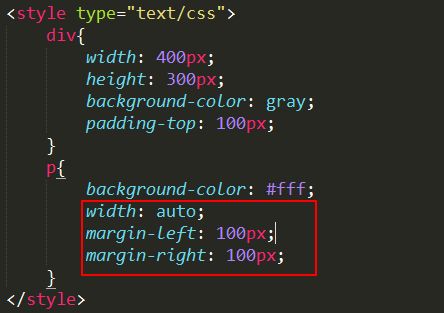 <style type="text/css">
div{
width: 400px;
height: 300px;
background-color: gray;
padding-top: 100px;
}
p{
background-color: #fff;
width: auto;
margin-left: 100px;
margin-right: 100px;
}
</style>